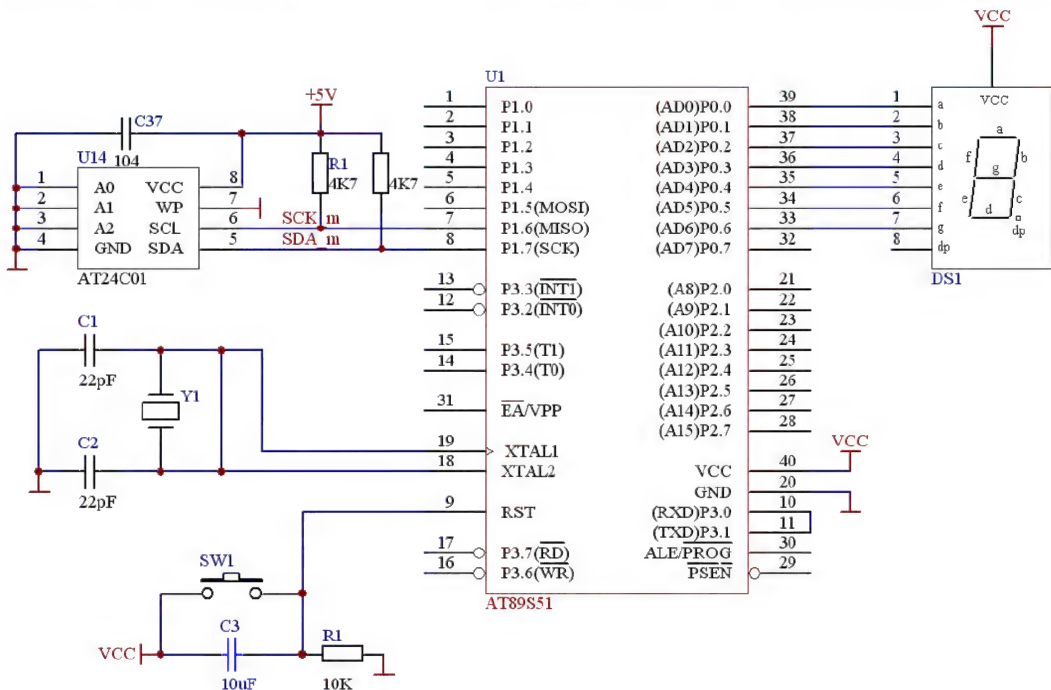 VCC
U1
+5V
C37
104
U14
R1
4K7
4K7
1 A0 VCC 8
2 A1 WP 7
3 A2 SCL 6 SCK_m
4 GND SDA 5 SDA_m
AT24C01
1 P1.0 (AD0)P0.0 39
2 P1.1 (AD1)P0.1 38
3 P1.2 (AD2)P0.2 37
4 P1.3 (AD3)P0.3 36
5 P1.4 (AD4)P0.4 35
6 P1.5(MOSI) (AD5)P0.5 34
7 P1.6(MISO) (AD6)P0.6 33
8 P1.7(SCK) (AD7)P0.7 32
13 P3.3(INT1) (A8)P2.0 21
12 P3.2(INT0) (A9)P2.1 22
(A10)P2.2 23
15 P3.5(T1) (A11)P2.3 24
14 P3.4(T0) (A12)P2.4 25
(A13)P2.5 26
31 EA/VPP (A14)P2.6 27
(A15)P2.7 28
19 XTAL1
18 XTAL2 VCC 40 VCC
GND 20
9 RST (RXD)P3.0 10
(TXD)P3.1 11
17 P3.7(RD) ALE/PROG 30
16 P3.6(WR) PSEN 29
AT89S51
VCC
1 a
2 b
3 c
4 d
5 e
6 f
7 g
8 dp
a
f b
g
e c
d
dp
DS1
C1
22pF
Y1
C2
22pF
SW1
C3
VCC
10uF
R1
10K